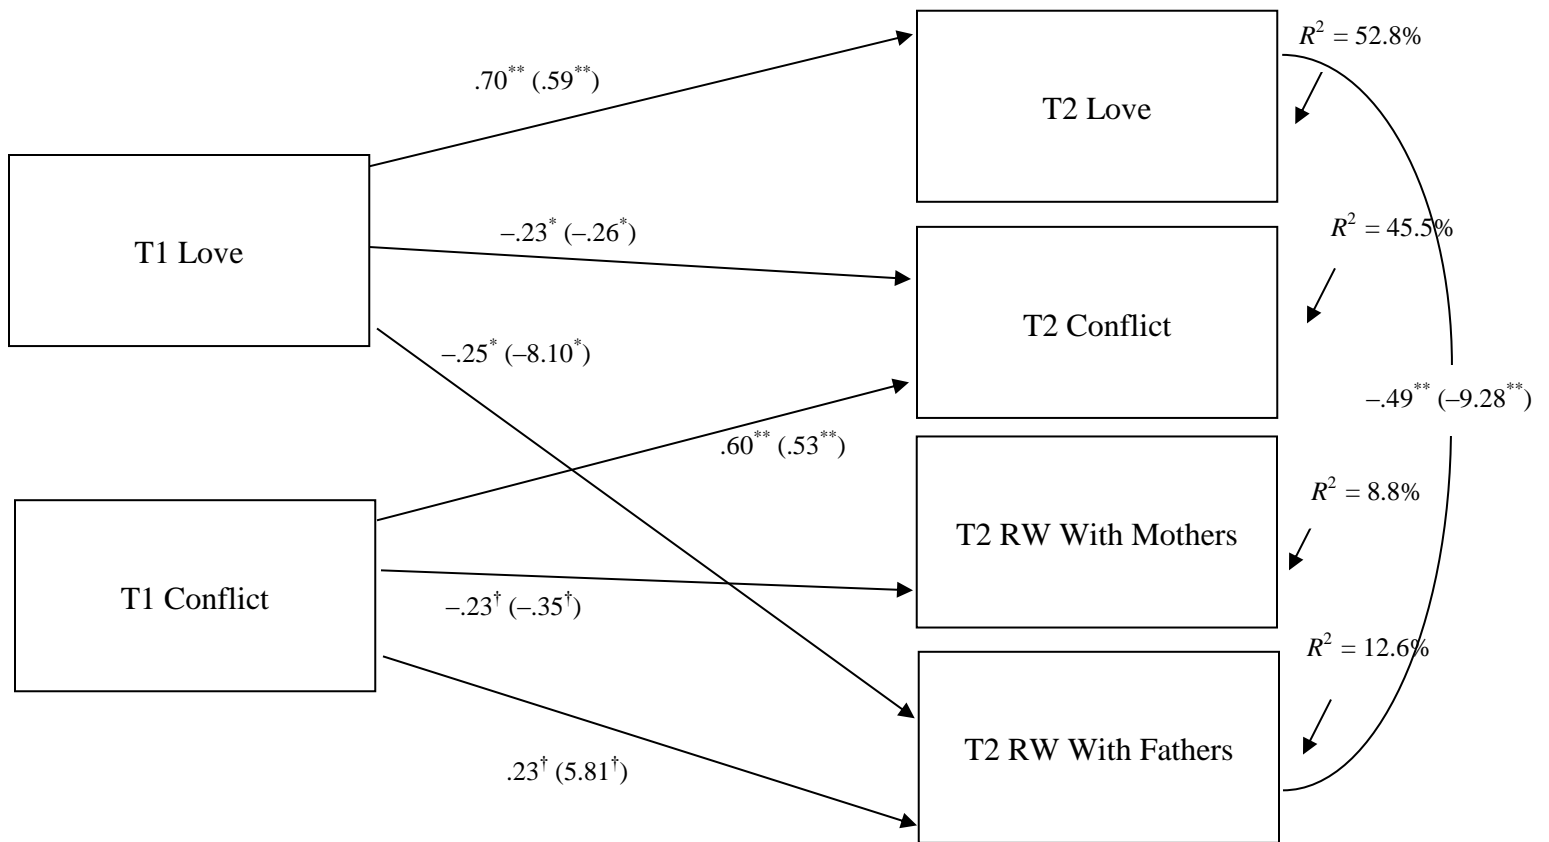 R² = 52.8%
.70** (.59**)
T2 Love
–.23* (–.26*)
R² = 45.5%
T1 Love
T2 Conflict
–.25* (–8.10*)
–.49** (–9.28**)
.60** (.53**)
R² = 8.8%
T2 RW With Mothers
T1 Conflict
–.23† (–.35†)
R² = 12.6%
T2 RW With Fathers
.23† (5.81†)